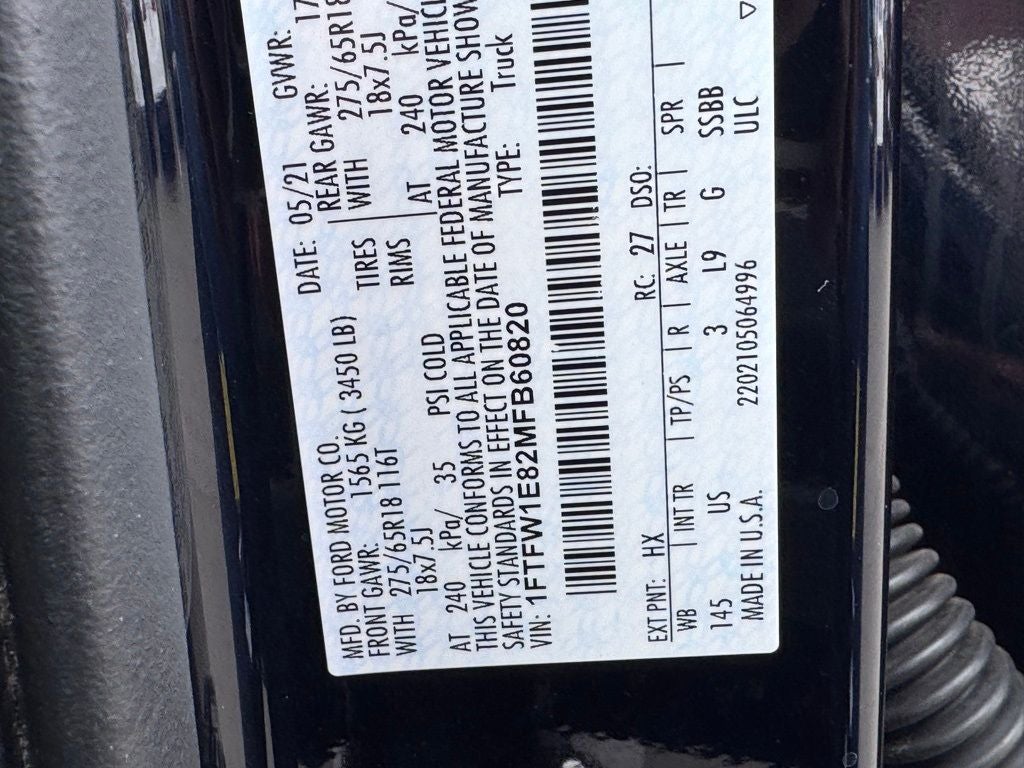 MFD. BY FORD MOTOR CO. DATE: 05/21 GVWR: 17
FRONT GAWR: 1565 KG ( 3450 LB) REAR GAWR:
WITH 275/65R18 116T TIRES WITH 275/65R18
18x7.5J RIMS 18x7.5J
AT 240 kPa/ 35 PSI COLD AT 240 kPa/
THIS VEHICLE CONFORMS TO ALL APPLICABLE FEDERAL MOTOR VEHICL
SAFETY STANDARDS IN EFFECT ON THE DATE OF MANUFACTURE SHOW
VIN: 1FTFW1E82MFB60820 TYPE: Truck
EXT PNT: HX RC: 27 DSO:
WB | INT TR | TP/PS | R | AXLE | TR | SPR |
145 US 3 L9 G SSBB
MADE IN U.S.A. 2202105064996 ULC